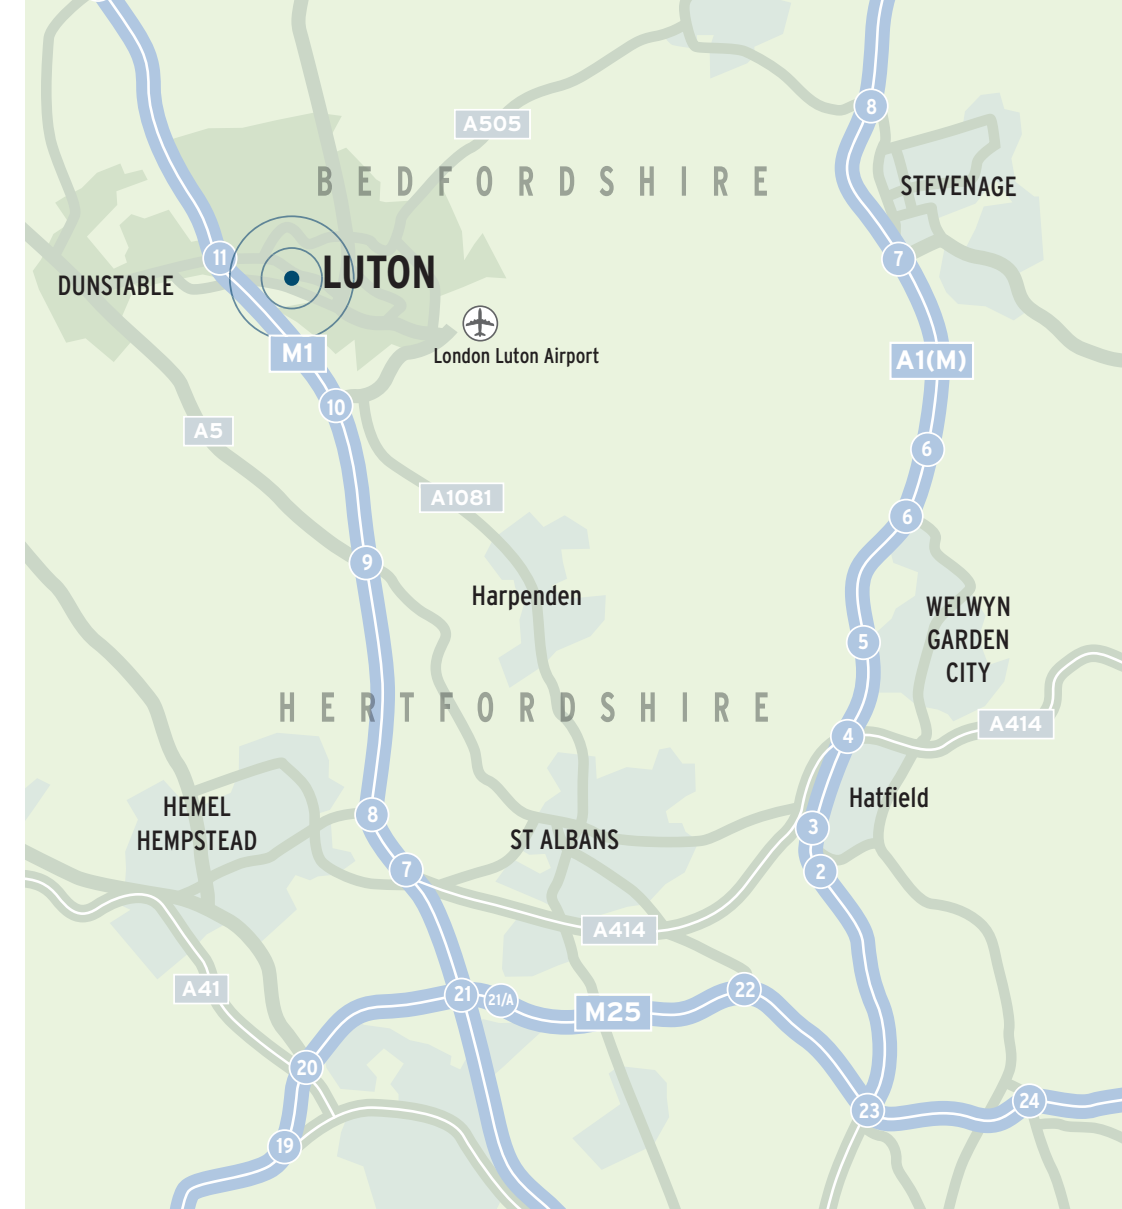 8
A505
BEDFORDSHIRE
STEVENAGE
11
7
LUTON
DUNSTABLE
London Luton Airport
M1
A1(M)
10
A5
6
A1081
6
9
Harpenden
WELWYN
GARDEN
CITY
5
HERTFORDSHIRE
A414
4
HEMEL
HEMPSTEAD
Hatfield
8
3
ST ALBANS
7
2
A414
A41
21
21/A
22
M25
20
23
24
19